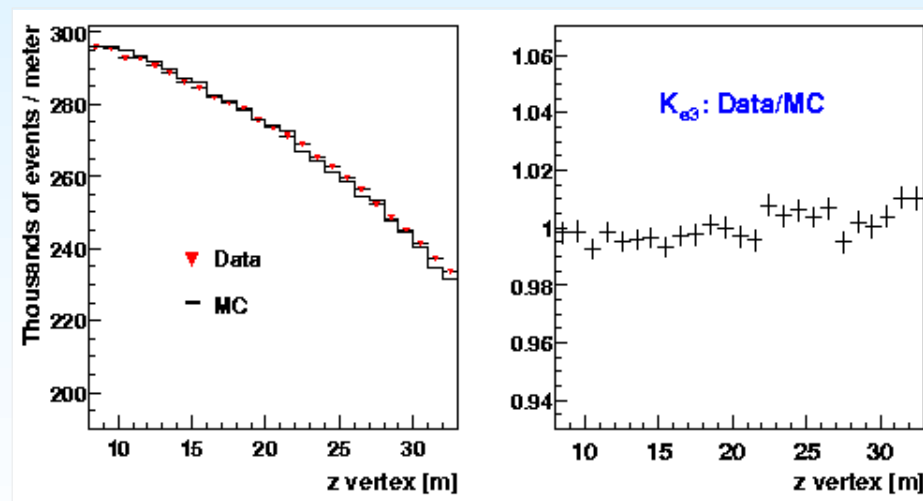 Thousands of events / meter
300
280
260
240
220
200
Data
MC
10 15 20 25 30
z vertex [m]
1.06
1.04
1.02
1
0.98
0.96
0.94
Ke3: Data/MC
10 15 20 25 30
z vertex [m]